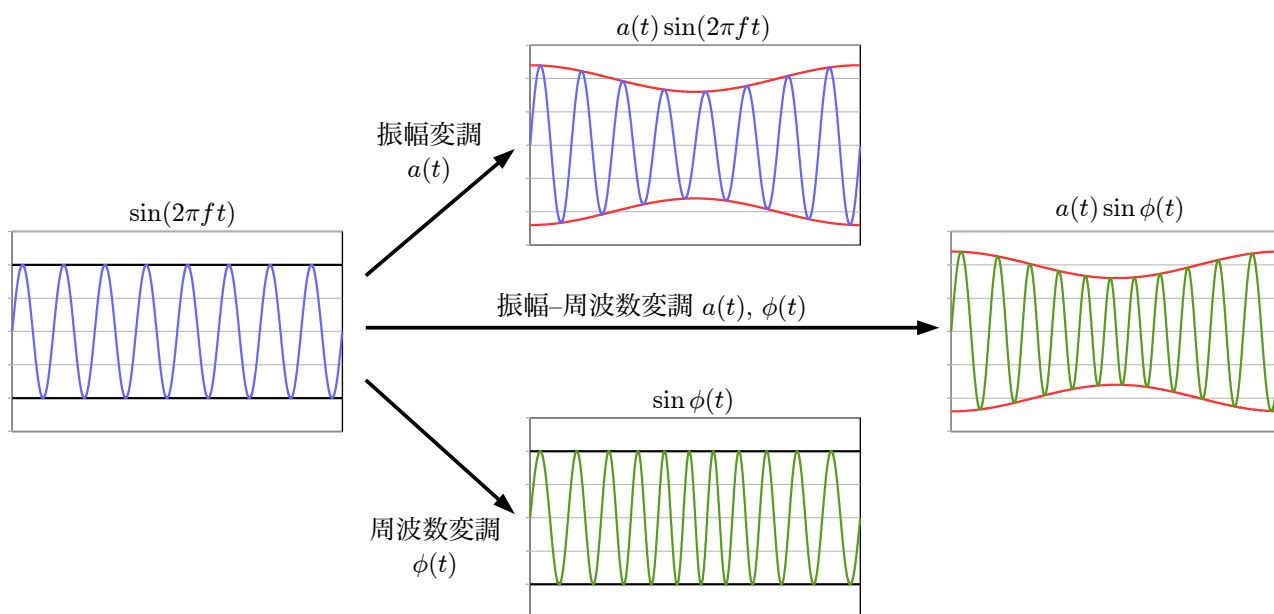 a(t) sin(2πft)
振幅変調
a(t)
sin(2πft)
a(t) sin ϕ(t)
振幅–周波数変調 a(t), ϕ(t)
sin ϕ(t)
周波数変調
ϕ(t)